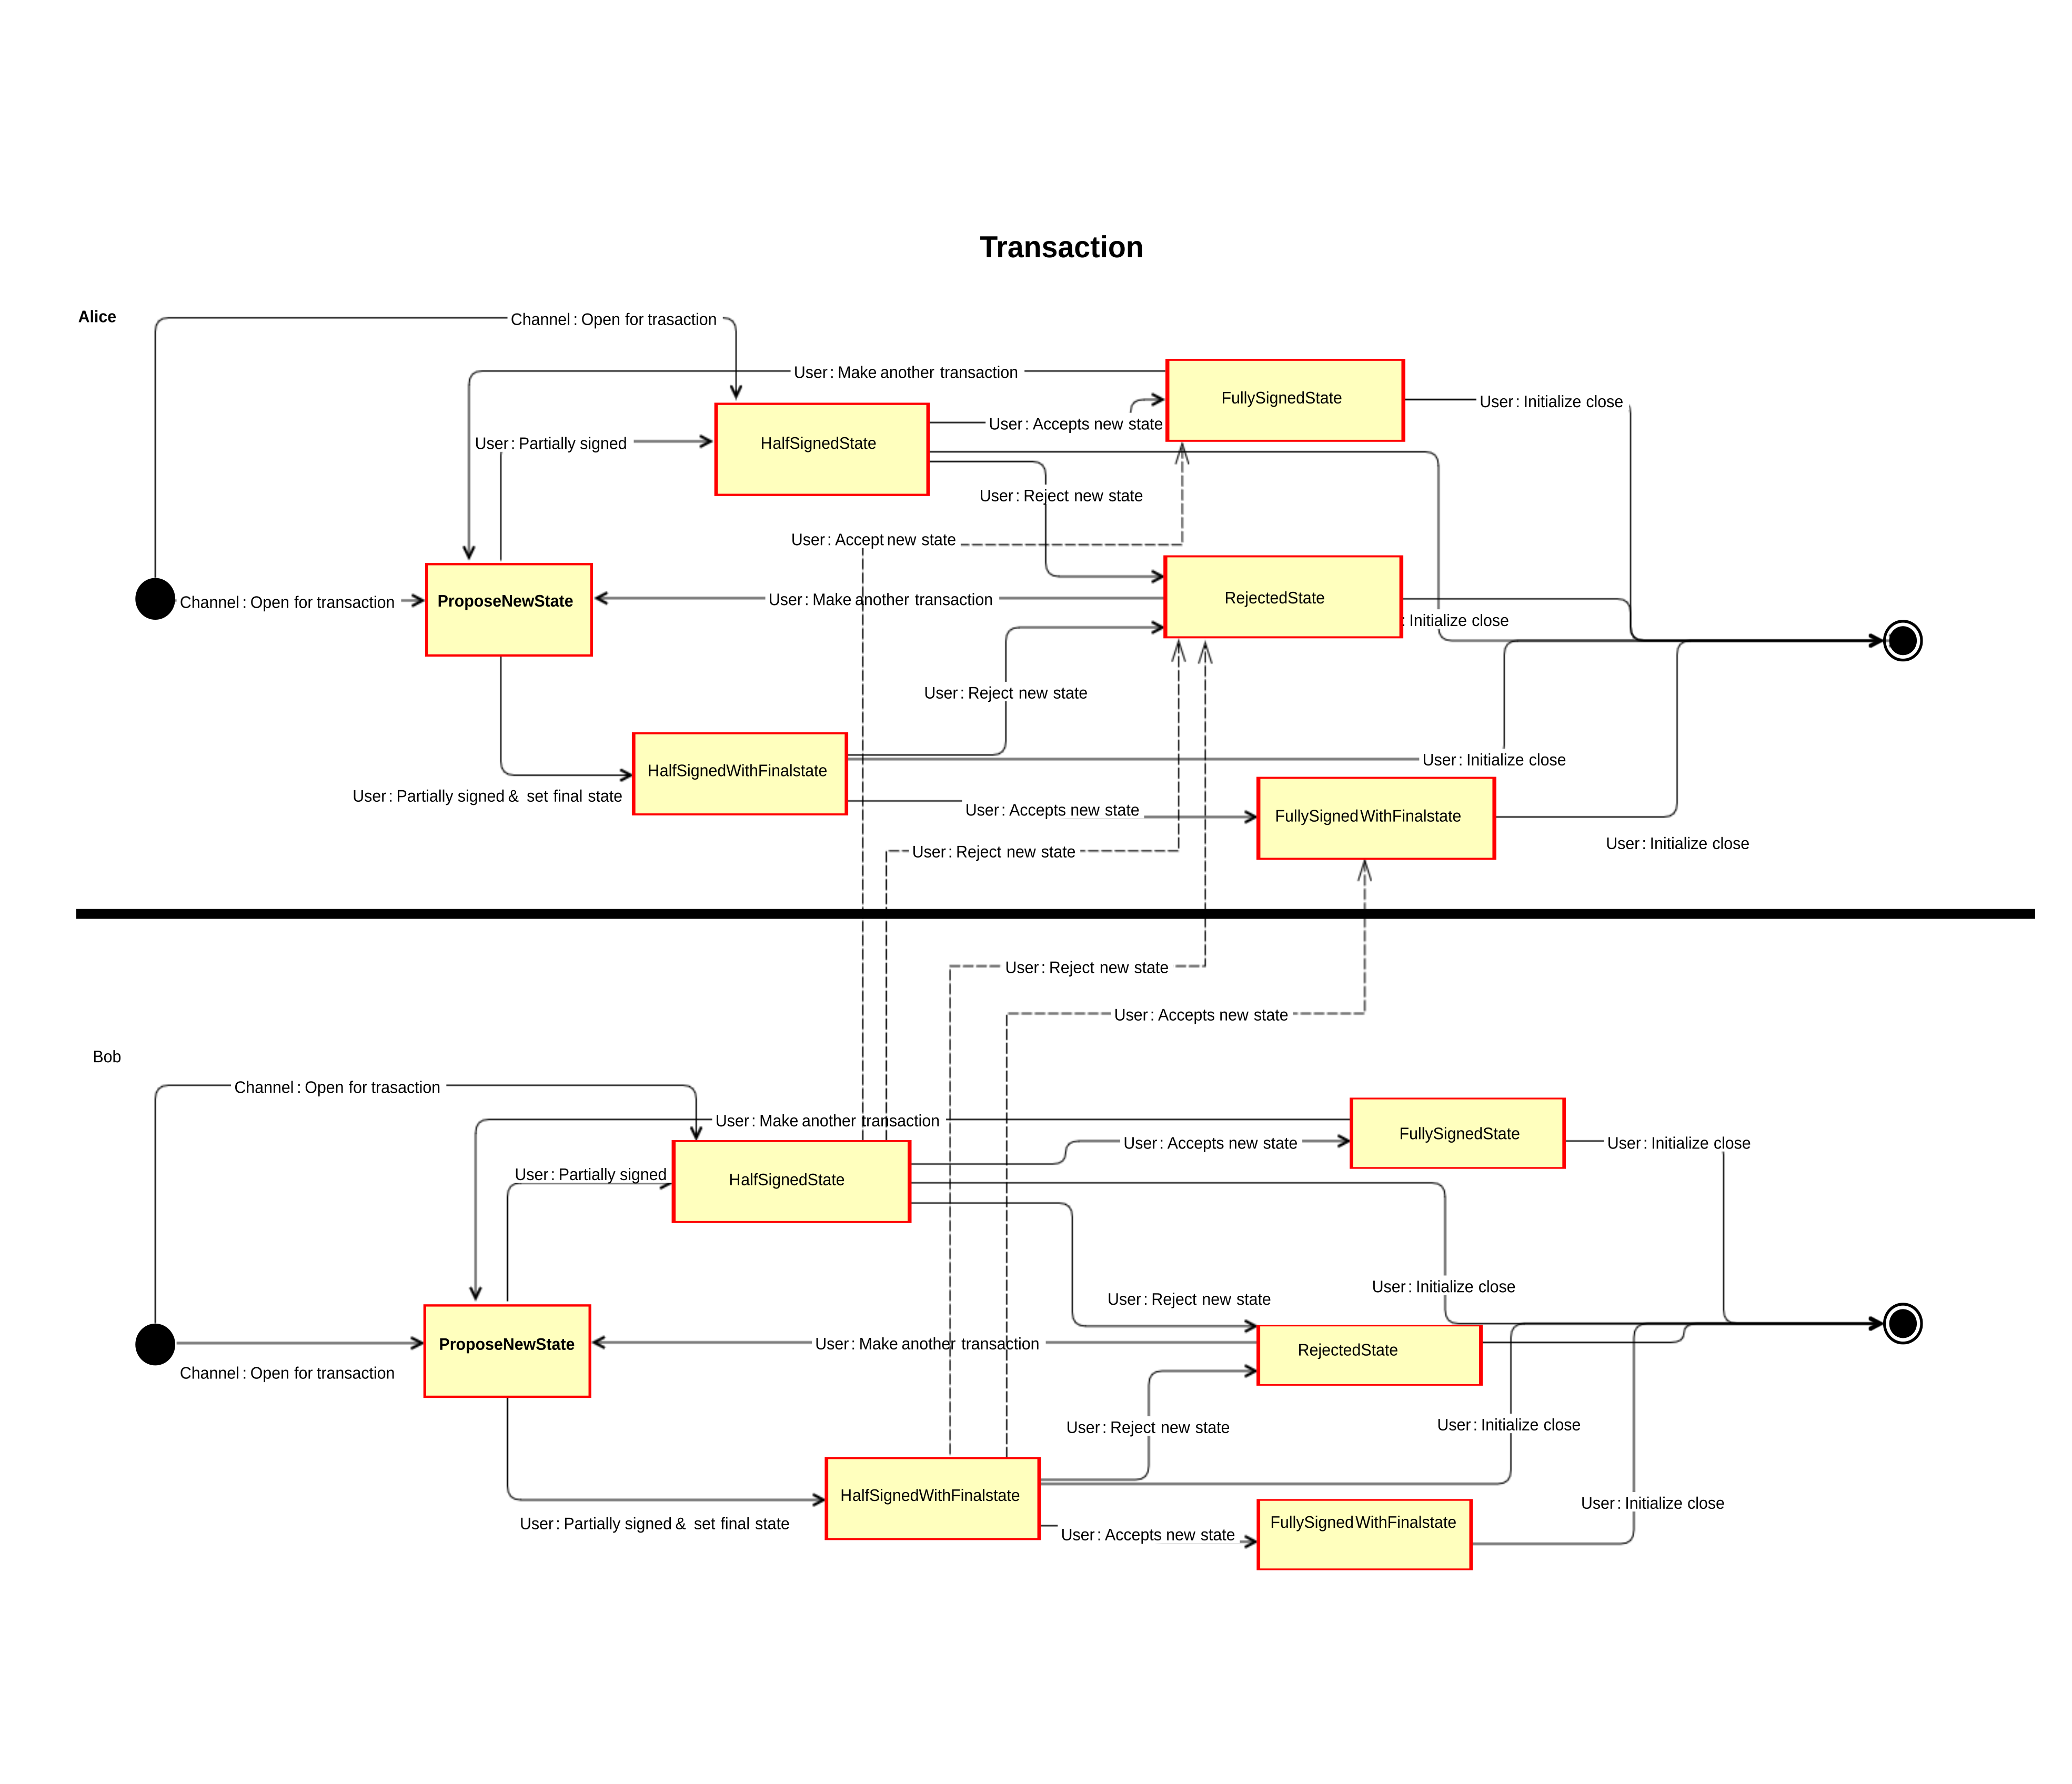 Transaction
Alice
Channel : Open for trasaction
User : Make another transaction
FullySignedState
User : Initialize close
User : Accepts new state
User : Partially signed
HalfSignedState
User : Reject new state
User : Accept new state
Channel : Open for transaction
ProposeNewState
User : Make another transaction
RejectedState
: Initialize close
User : Reject new state
User : Initialize close
HalfSignedWithFinalstate
User : Partially signed & set final state
User : Accepts new state
FullySigned WithFinalstate
User : Initialize close
User : Reject new state
User : Reject new state
User : Accepts new state
Bob
Channel : Open for trasaction
User : Make another transaction
FullySignedState
User : Accepts new state
User : Initialize close
User : Partially signed
HalfSignedState
User : Initialize close
User : Reject new state
ProposeNewState
User : Make another transaction
RejectedState
Channel : Open for transaction
User : Reject new state
User : Initialize close
HalfSignedWithFinalstate
User : Initialize close
User : Partially signed & set final state
User : Accepts new state
FullySigned WithFinalstate